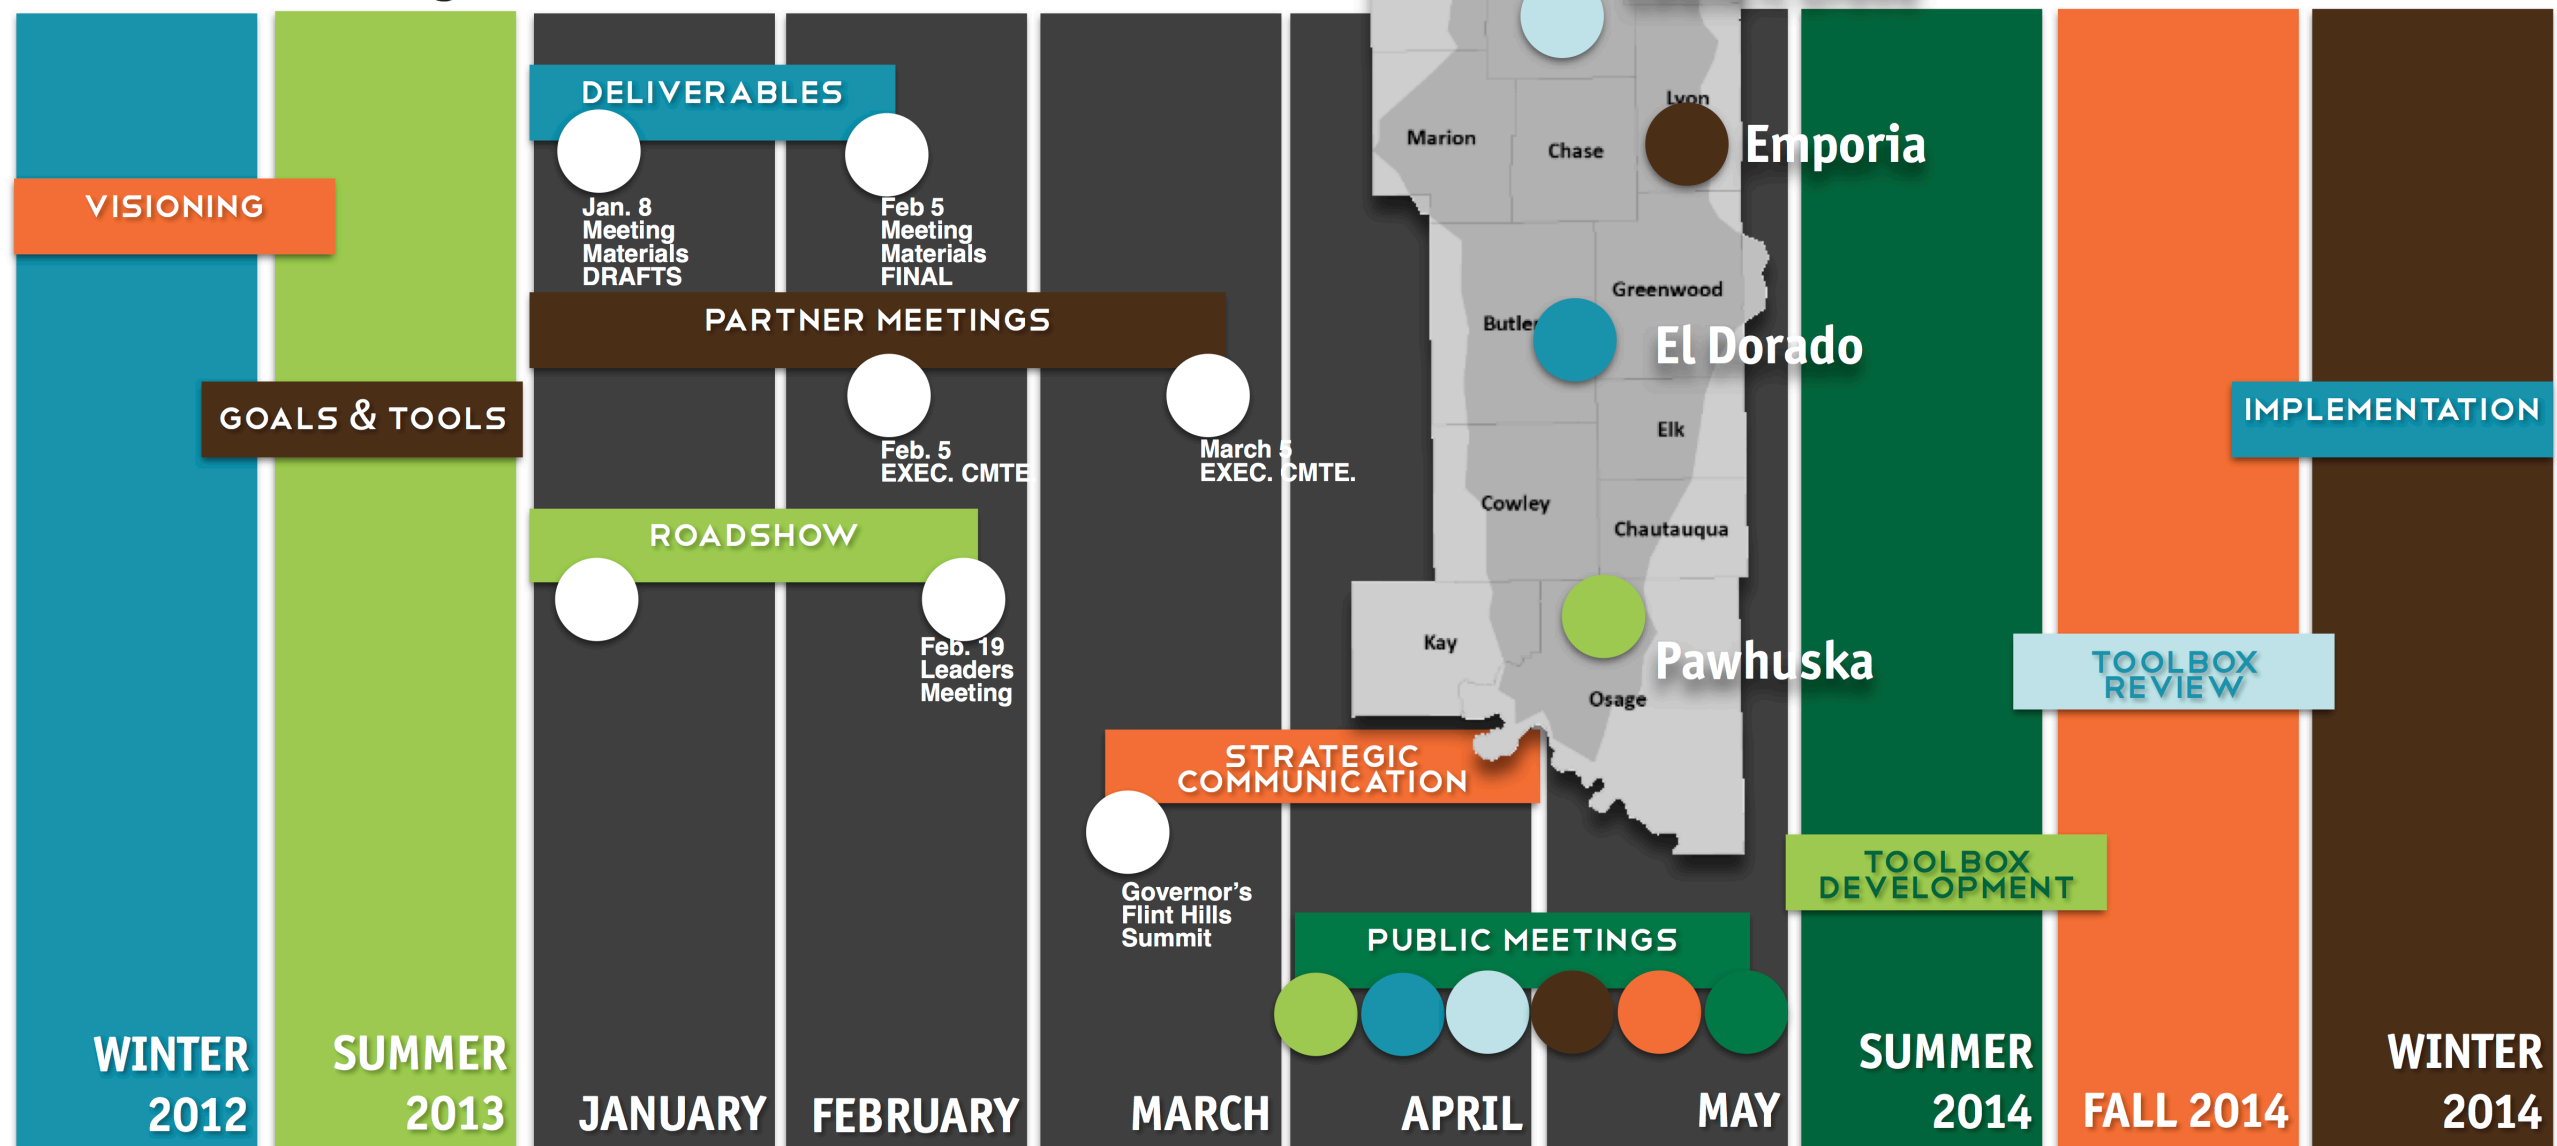 DELIVERABLES
Jan. 8
Meeting
Materials
DRAFTS
Feb 5
Meeting
Materials
FINAL
VISIONING
PARTNER MEETINGS
Feb. 5
EXEC. CMTE
March 5
EXEC. CMTE.
GOALS & TOOLS
ROADSHOW
Feb. 19
Leaders
Meeting
STRATEGIC
COMMUNICATION
Governor's
Flint Hills
Summit
PUBLIC MEETINGS
Lyon
Marion
Chase
Emporia
Greenwood
Butler
El Dorado
Elk
Cowley
Chautauqua
Kay
Pawhuska
Osage
IMPLEMENTATION
TOOLBOX
REVIEW
TOOLBOX
DEVELOPMENT
WINTER
2012
SUMMER
2013
JANUARY
FEBRUARY
MARCH
APRIL
MAY
SUMMER
2014
FALL 2014
WINTER
2014